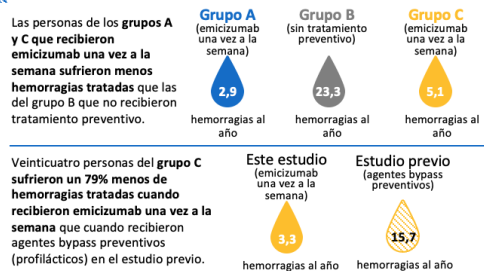 Las personas de los grupos A
y C que recibieron
emicizumab una vez a la
semana sufrieron menos
hemorragias tratadas que las
del grupo B que no recibieron
tratamiento preventivo.
Grupo A
(emicizumab
una vez a la
semana)
2,9
hemorragias al
año
Grupo B
(sin tratamiento
preventivo)
23,3
hemorragias al
año
Grupo C
(emicizumab
una vez a la
semana)
5,1
hemorragias al
año
Veinticuatro personas del grupo C
sufrieron un 79% menos de
hemorragias tratadas cuando
recibieron emicizumab una vez a la
semana que cuando recibieron
agentes bypass preventivos
(profilácticos) en el estudio previo.
Este estudio
(emicizumab
una vez a la
semana)
3,3
hemorragias al año
Estudio previo
(agentes bypass
preventivos)
15,7
hemorragias al año